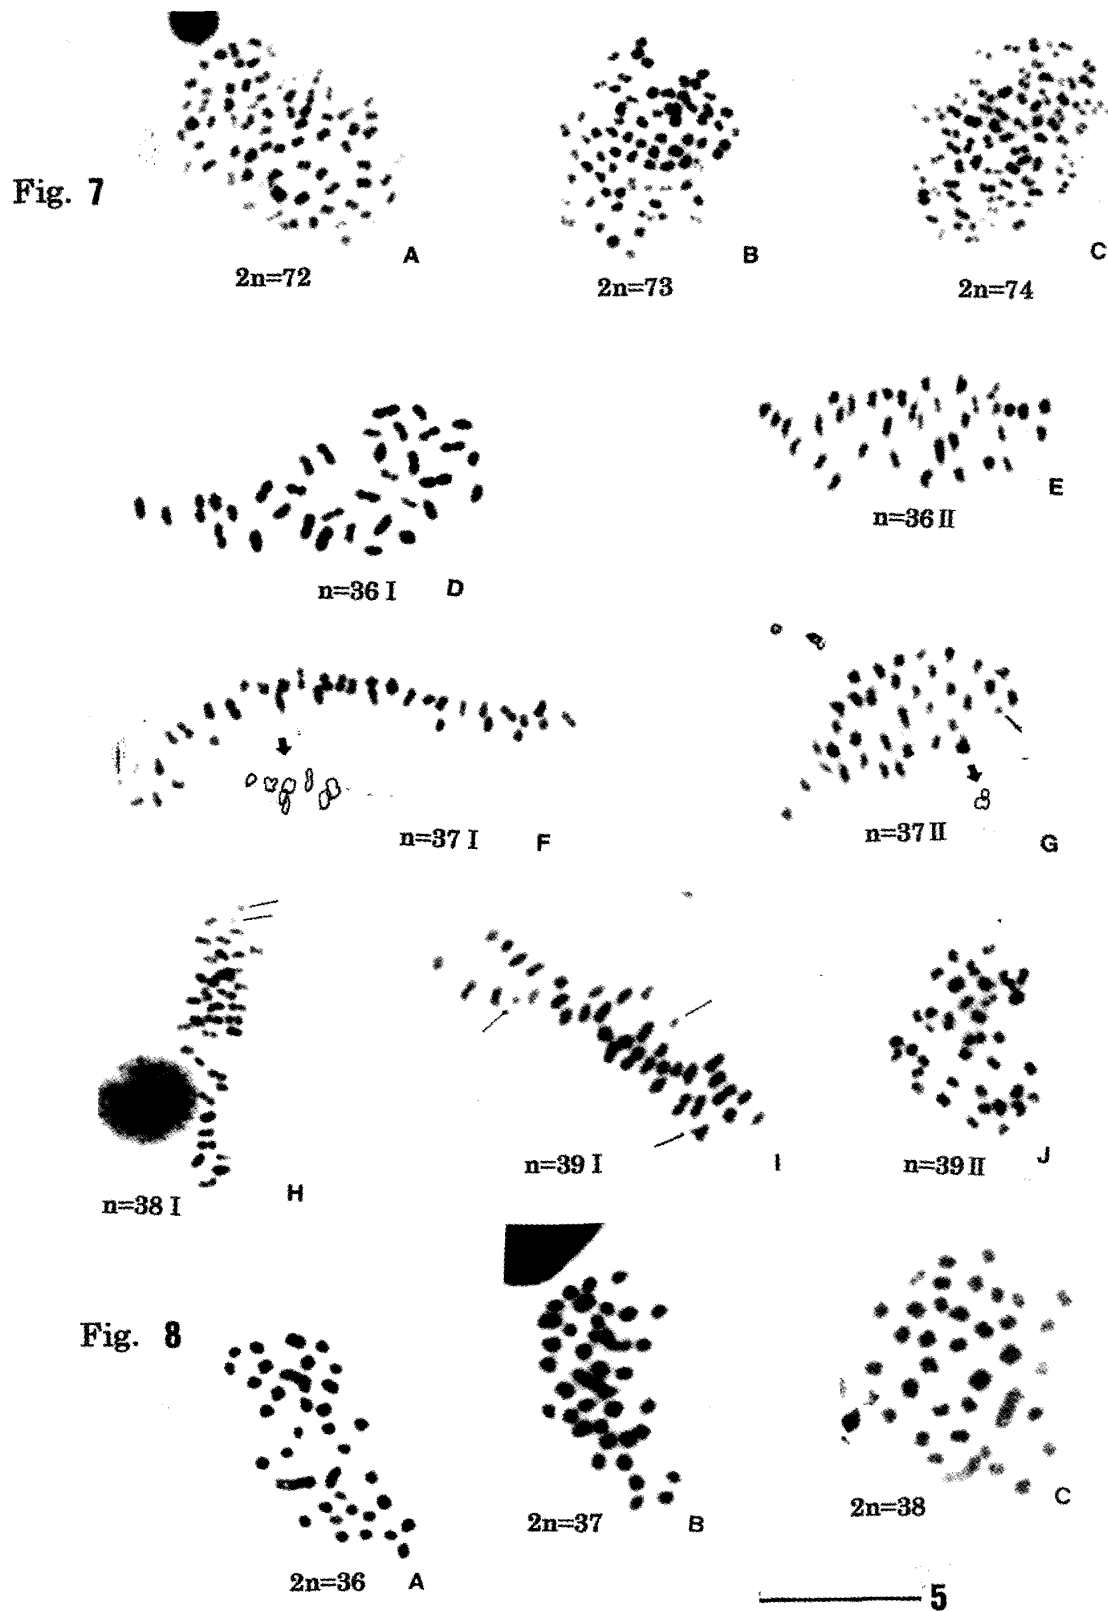 Fig. 7
A
2n=72
B
2n=73
C
2n=74
D
n=36 I
E
n=36 II
F
n=37 I
G
n=37 II
H
n=38 I
I
n=39 I
J
n=39 II
Fig. 8
A
2n=36
B
2n=37
C
2n=38
5